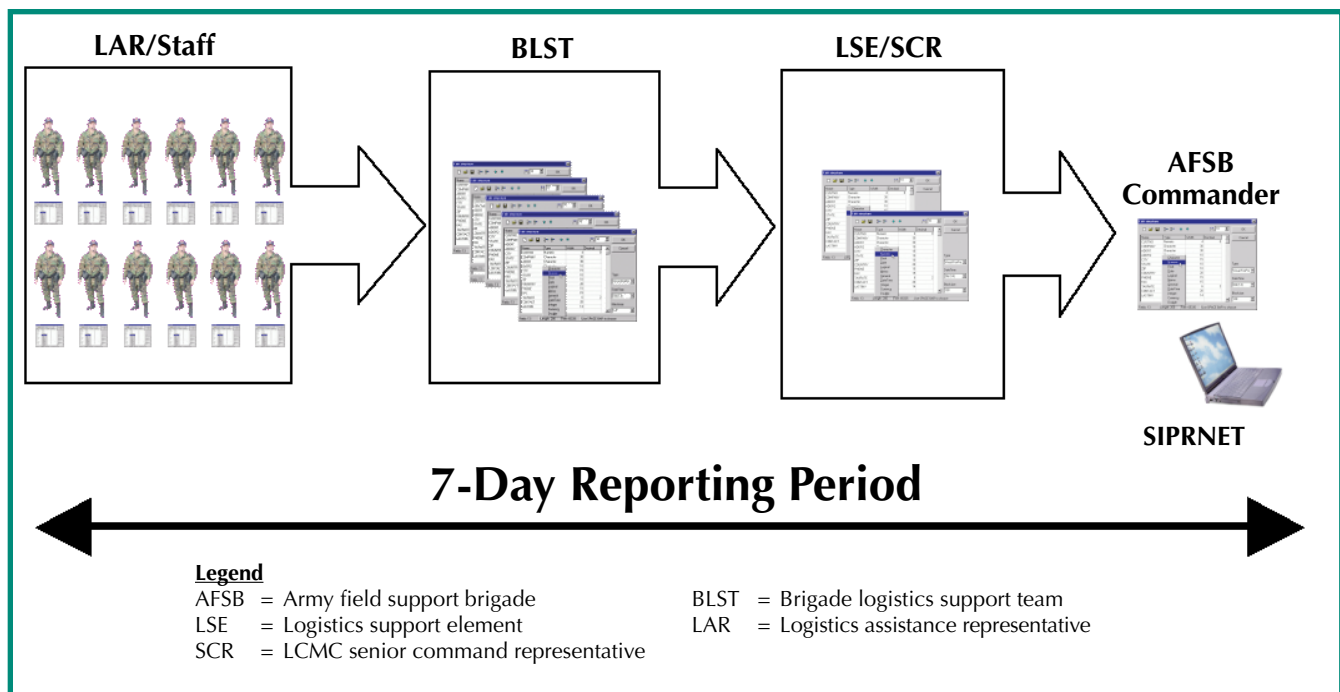 LAR/Staff
BLST
LSE/SCR
AFSB
Commander
SIPRNET
7-Day Reporting Period
Legend
AFSB = Army field support brigade
LSE = Logistics support element
SCR = LCMC senior command representative
BLST = Brigade logistics support team
LAR = Logistics assistance representative